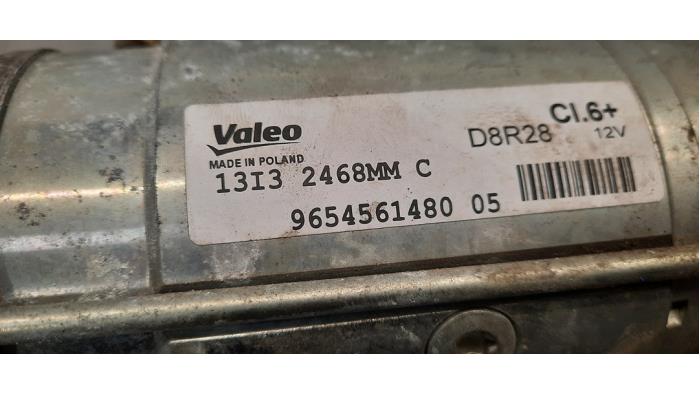 Valeo
MADE IN POLAND
Cl.6+
D8R28 12V
13I3 2468MM C
9654561480 05